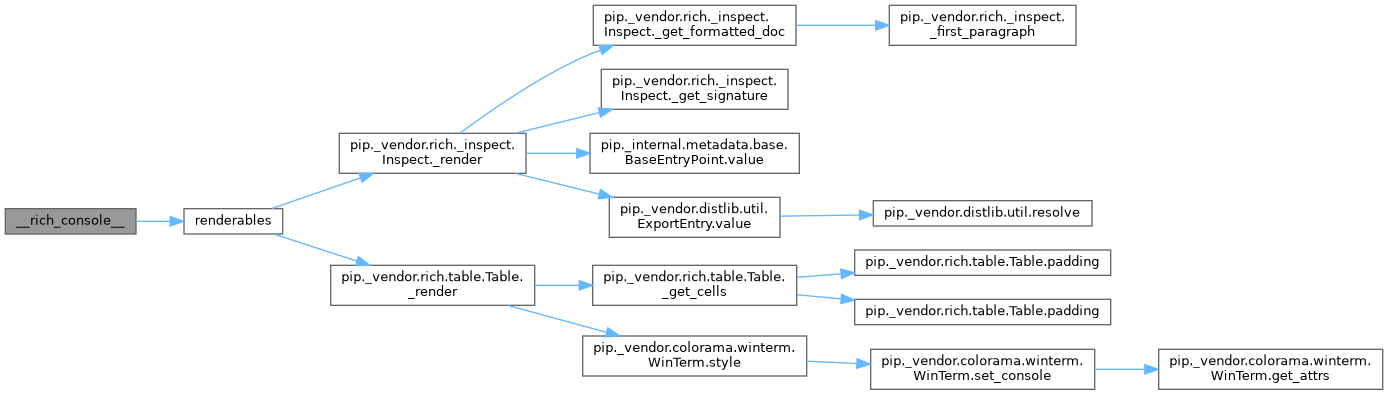 __rich_console__
renderables
pip._vendor.rich._inspect.
Inspect._render
pip._vendor.rich._inspect.
Inspect._get_formatted_doc
pip._vendor.rich._inspect.
_first_paragraph
pip._vendor.rich._inspect.
Inspect._get_signature
pip._internal.metadata.base.
BaseEntryPoint.value
pip._vendor.distlib.util.
ExportEntry.value
pip._vendor.distlib.util.resolve
pip._vendor.rich.table.Table.
_render
pip._vendor.rich.table.Table.
_get_cells
pip._vendor.rich.table.Table.padding
pip._vendor.rich.table.Table.padding
pip._vendor.colorama.winterm.
WinTerm.style
pip._vendor.colorama.winterm.
WinTerm.set_console
pip._vendor.colorama.winterm.
WinTerm.get_attrs